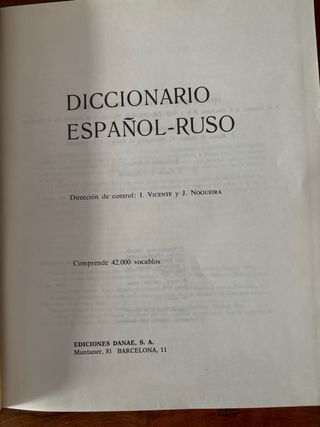 DICCIONARIO
ESPAÑOL-RUSO
Dirección de control: I. VICENTE y J. NOGUEIRA
Comprende 42.000 vocablos
EDICIONES DANAE, S. A.
Muntaner, 81 BARCELONA, 11